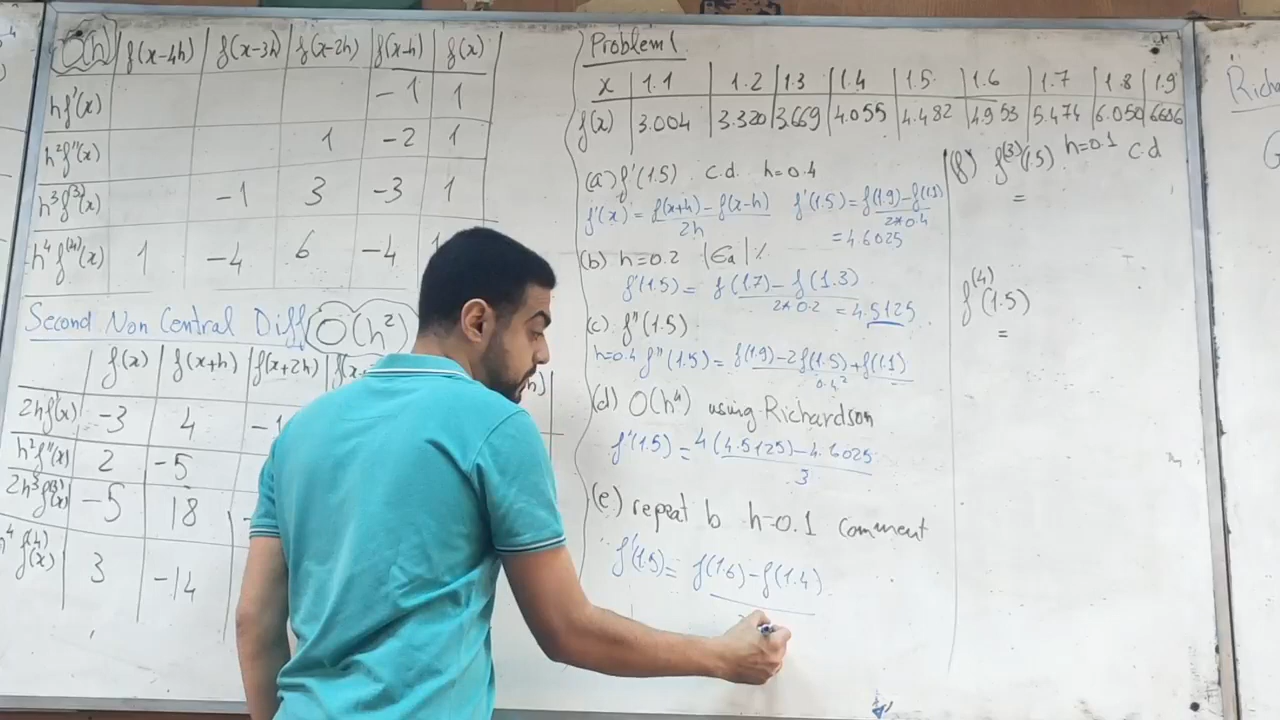 O(h) f(x-4h) f(x-3h) f(x-2h) f(x-h) f(x)
hf'(x) -1 1
h²f''(x) 1 -2 1
h³f⁽³⁾(x) -1 3 -3 1
h⁴f⁽⁴⁾(x) 1 -4 6 -4
Second Non Central Diff O(h²)
f(x) f(x+h) f(x+2h)
2hf'(x) -3 4 -1
h²f''(x) 2 -5
2h³f⁽³⁾(x) -5 18
h⁴f⁽⁴⁾(x) 3 -14
Problem 1
x 1.1 1.2 1.3 1.4 1.5 1.6 1.7 1.8 1.9
f(x) 3.004 3.320 3.669 4.055 4.482 4.953 5.474 6.050 6.686
(a) f'(1.5) c.d. h=0.4
f'(x) = f(x+h)-f(x-h) / 2h f'(1.5) = f(1.9)-f(1.1) / 2*0.4
= 4.6025
(b) h=0.2 |Ea|%
f'(1.5) = f(1.7)-f(1.3) / 2*0.2 = 4.5125
(c) f''(1.5)
h=0.4 f''(1.5) = f(1.9)-2f(1.5)+f(1.1) / 0.4²
(d) O(h⁴) using Richardson
f'(1.5) = 4(4.5125)-4.6025 / 3
(e) repeat b h=0.1 comment
f'(1.5) = f(1.6)-f(1.4)
(f) f⁽³⁾(1.5) h=0.1 c.d
=
f⁽⁴⁾(1.5)
=